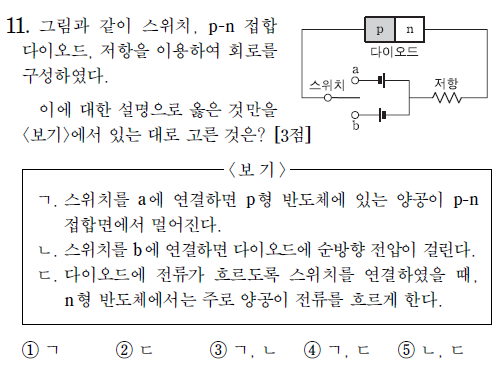 11. 그림과 같이 스위치, p-n 접합
다이오드, 저항을 이용하여 회로를
구성하였다.
이에 대한 설명으로 옳은 것만을
<보기>에서 있는 대로 고른 것은? [3점]
p n
다이오드
a
스위치
저항
b
<보 기>
ㄱ. 스위치를 a에 연결하면 p형 반도체에 있는 양공이 p-n
접합면에서 멀어진다.
ㄴ. 스위치를 b에 연결하면 다이오드에 순방향 전압이 걸린다.
ㄷ. 다이오드에 전류가 흐르도록 스위치를 연결하였을 때,
n형 반도체에서는 주로 양공이 전류를 흐르게 한다.
① ㄱ ② ㄷ ③ ㄱ, ㄴ ④ ㄱ, ㄷ ⑤ ㄴ, ㄷ